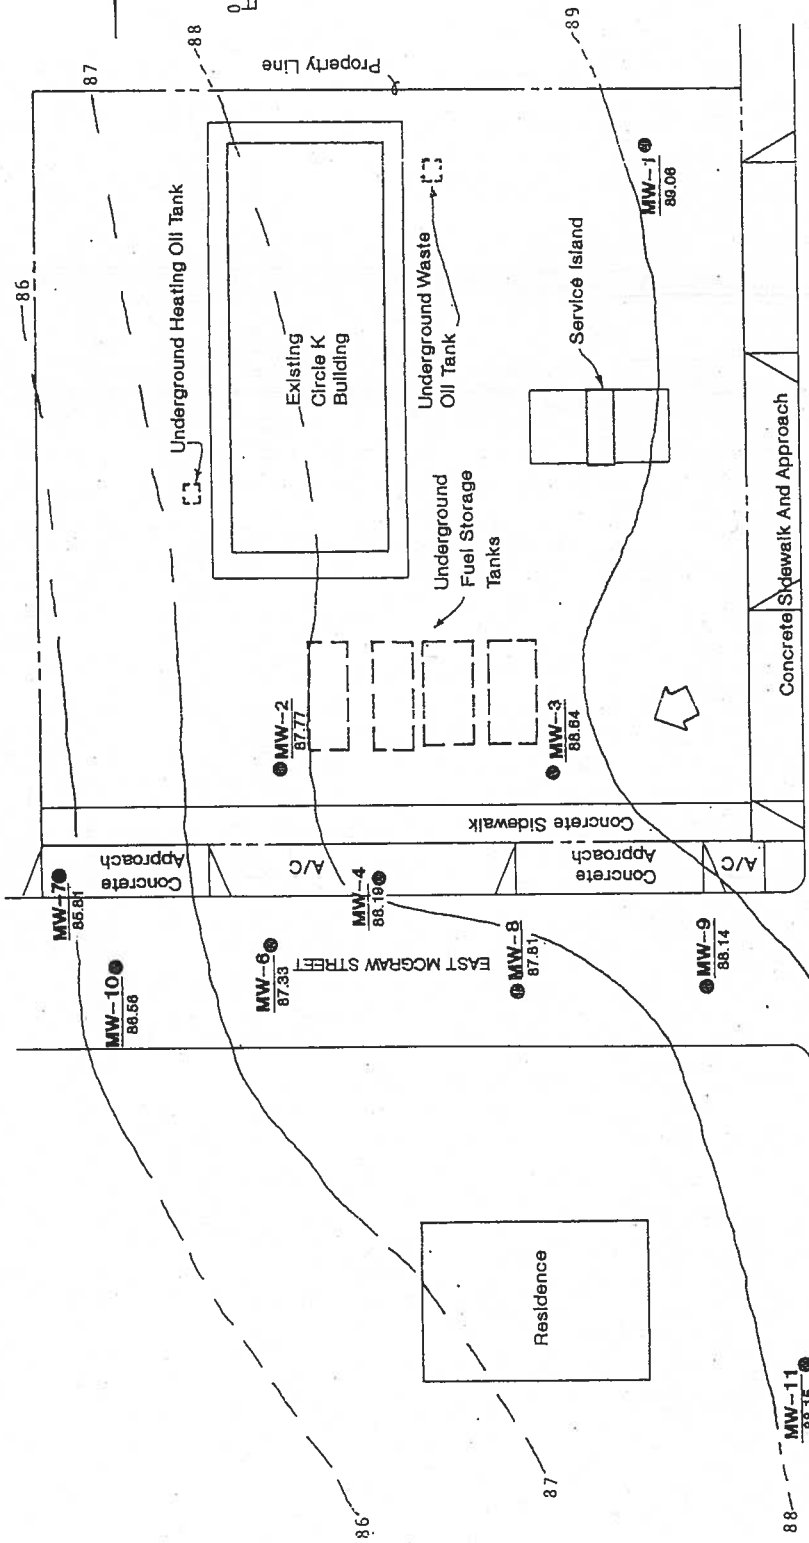 86
87
88
89
Property Line
0
Underground Heating Oil Tank
Existing
Circle K
Building
Underground Waste
Oil Tank
Service Island
MW-1
89.06
Underground
Fuel Storage
Tanks
MW-2
87.77
MW-3
88.64
Concrete Sidewalk And Approach
Concrete Sidewalk
Concrete
Approach
A/C
Concrete
Approach
A/C
MW-7
85.81
MW-4
88.19
MW-10
86.56
MW-6
87.33
EAST MCGRAW STREET
MW-8
87.81
MW-9
88.14
Residence
MW-11
88.15
86
87
88